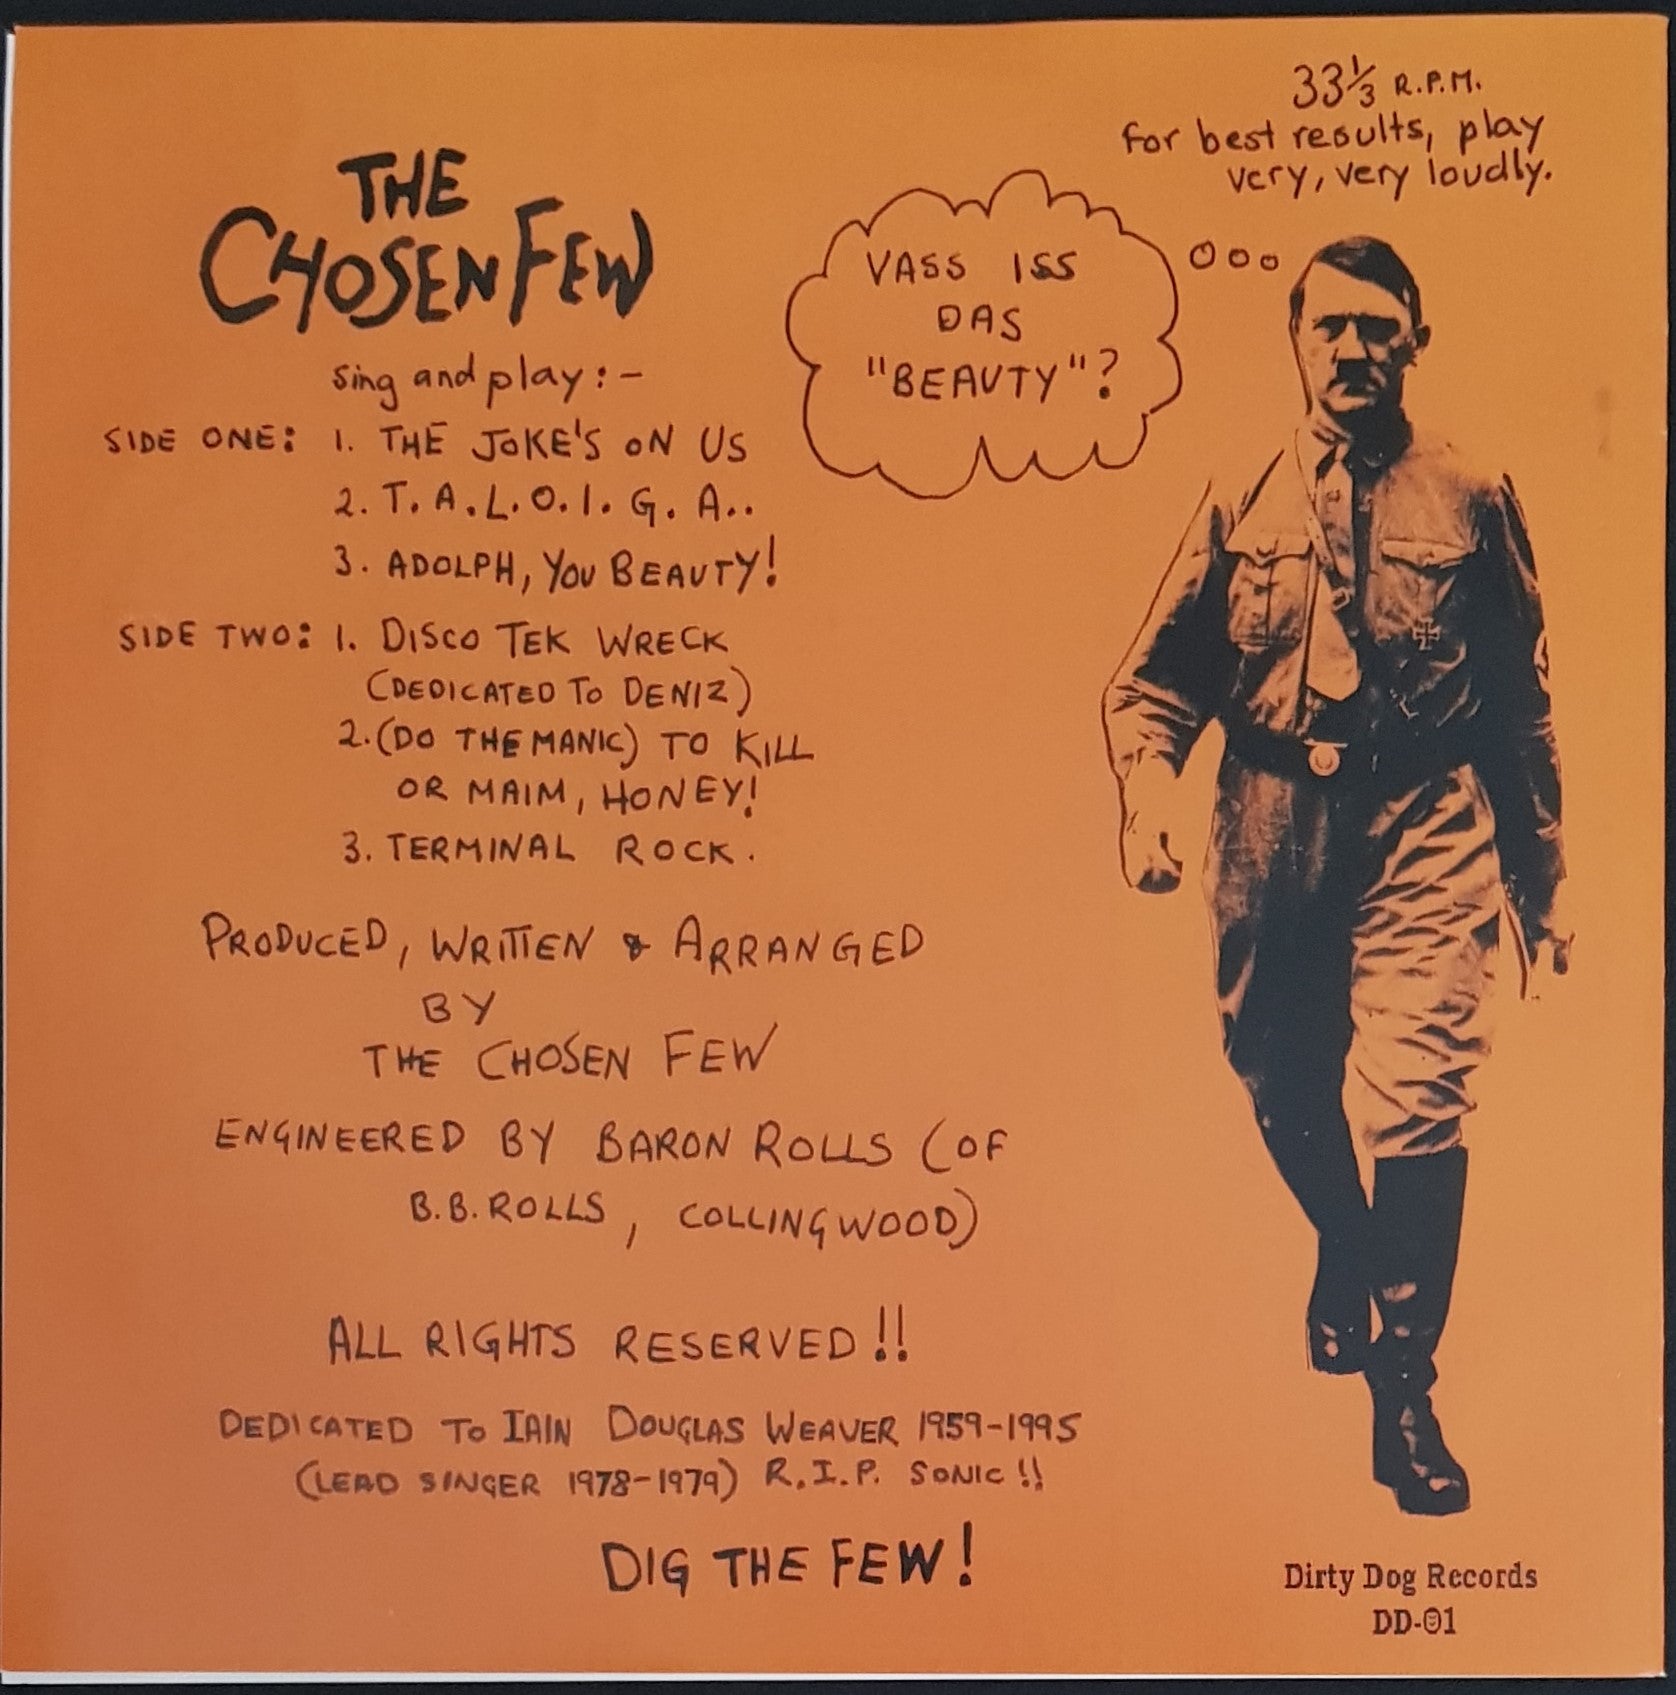 33⅓ R.P.M.
for best results, play
very, very loudly.
THE
CHOSEN FEW
sing and play:-
VASS ISS
DAS
"BEAUTY"?
SIDE ONE: 1. THE JOKE'S ON US
2. T.A.L.O.I.G.A..
3. ADOLPH, YOU BEAUTY!
SIDE TWO: 1. DISCO TEK WRECK
(DEDICATED TO DENIZ)
2. (DO THE MANIC) TO KILL
OR MAIM, HONEY!
3. TERMINAL ROCK.
PRODUCED, WRITTEN & ARRANGED
BY
THE CHOSEN FEW
ENGINEERED BY BARON ROLLS (OF
B.B. ROLLS, COLLINGWOOD)
ALL RIGHTS RESERVED!!
DEDICATED TO IAIN DOUGLAS WEAVER 1959-1995
(LEAD SINGER 1978-1979) R.I.P. SONIC!!
DIG THE FEW!
Dirty Dog Records
DD-01